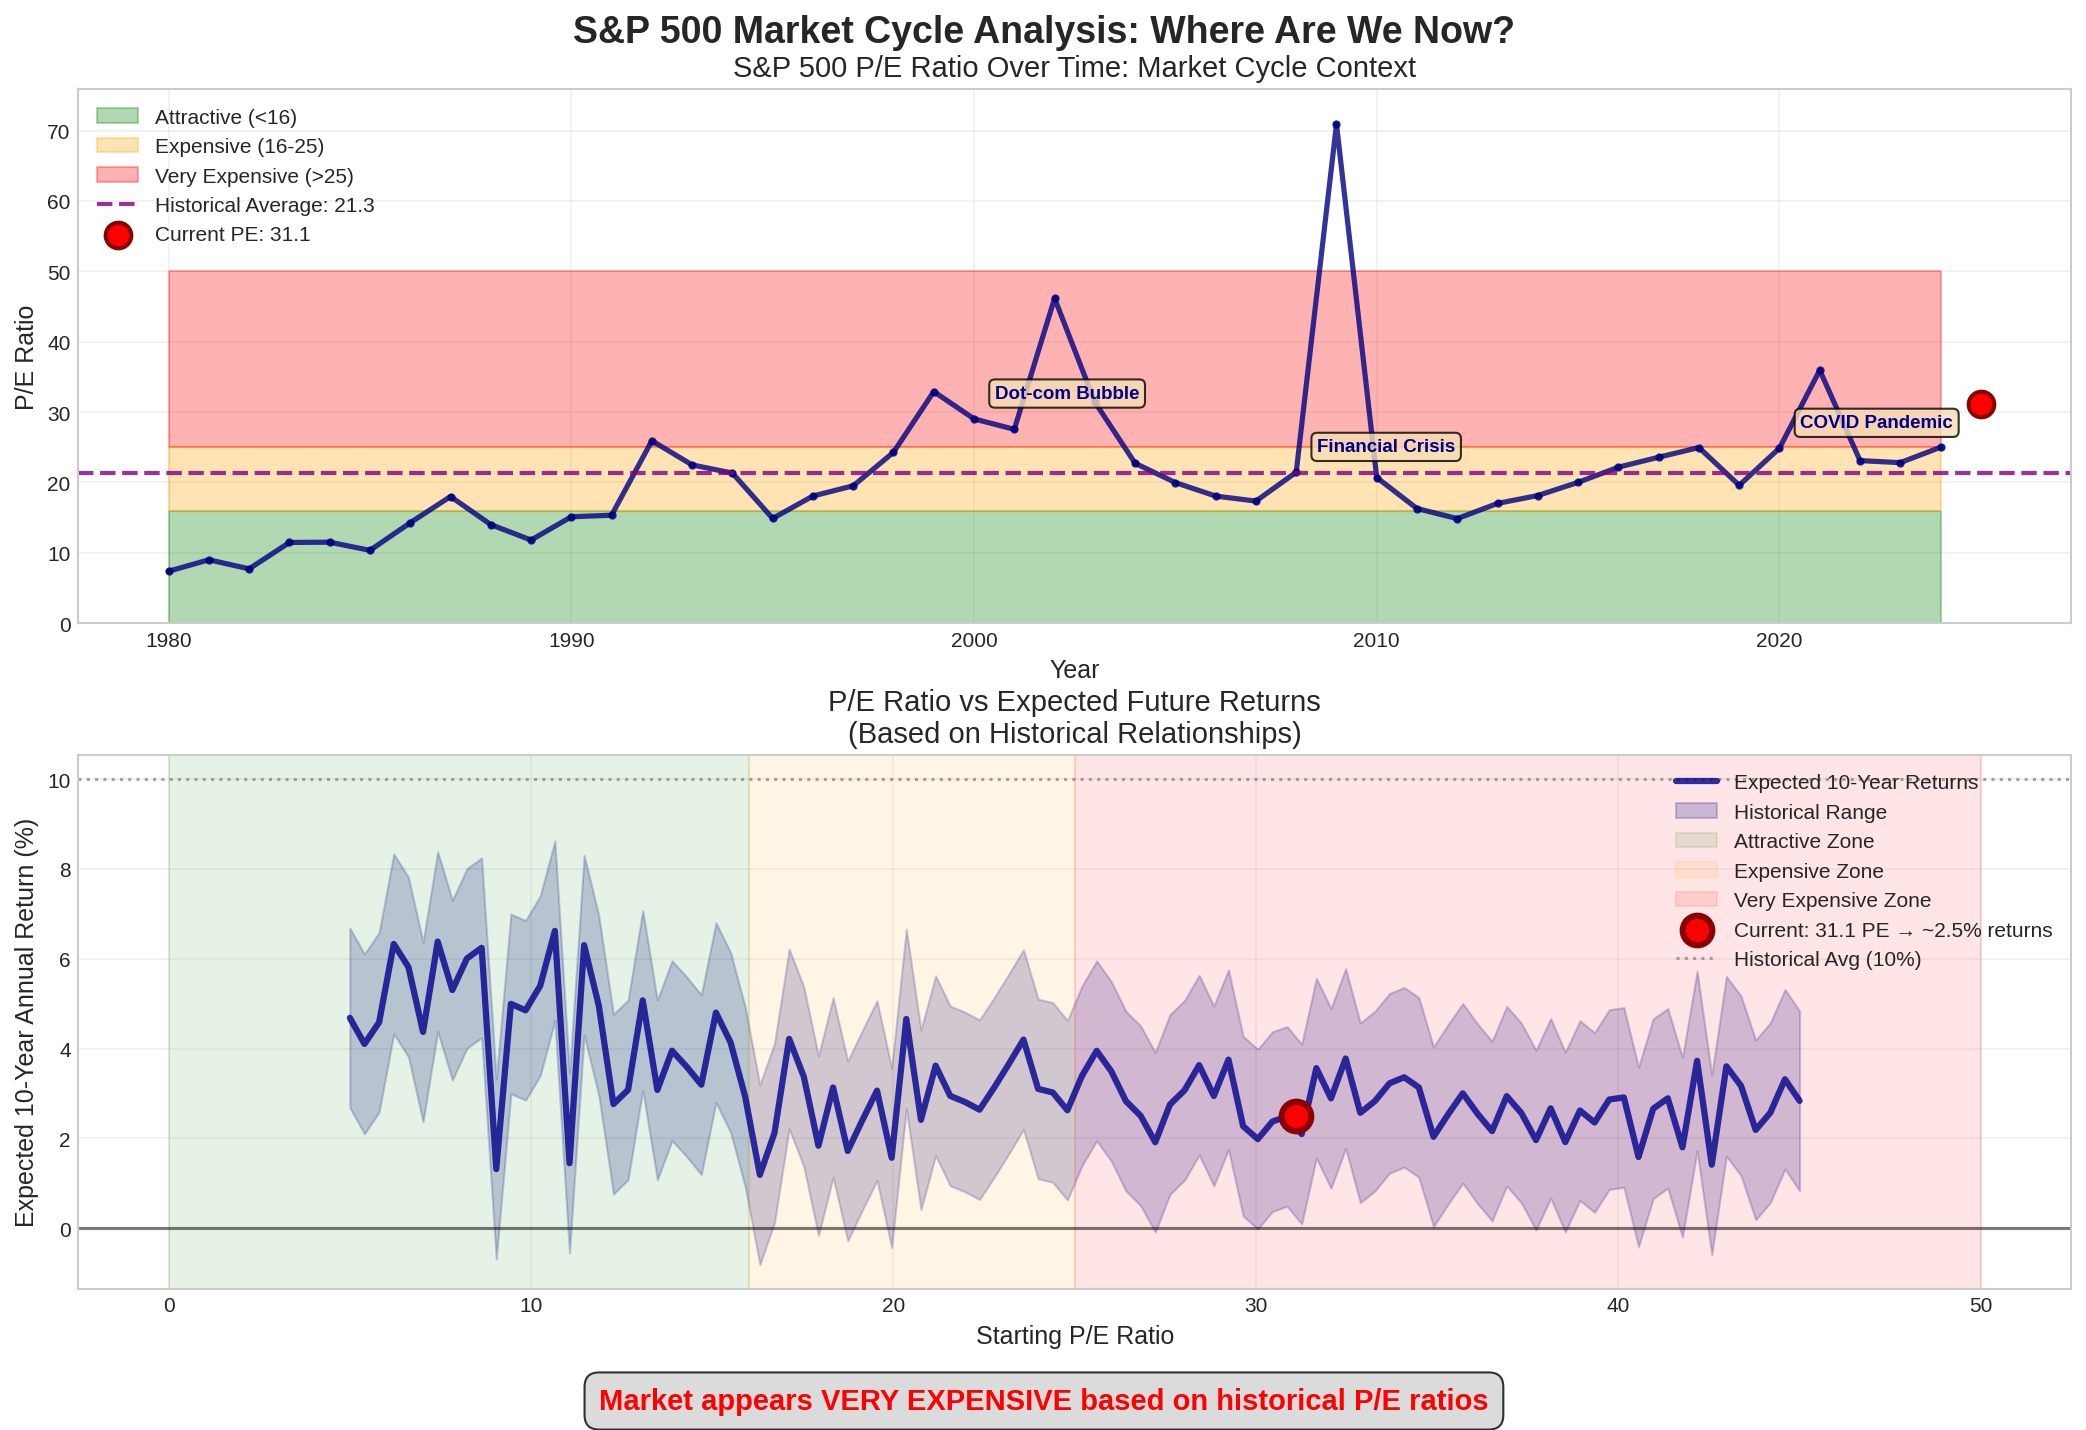 S&P 500 Market Cycle Analysis: Where Are We Now?
S&P 500 P/E Ratio Over Time: Market Cycle Context
Attractive (<16)
Expensive (16-25)
Very Expensive (>25)
Historical Average: 21.3
Current PE: 31.1
P/E Ratio
70
60
50
40
30
20
10
0
Dot-com Bubble
Financial Crisis
COVID Pandemic
1980
1990
2000
2010
2020
Year
P/E Ratio vs Expected Future Returns
(Based on Historical Relationships)
Expected 10-Year Returns
Historical Range
Attractive Zone
Expensive Zone
Very Expensive Zone
Current: 31.1 PE → ~2.5% returns
Historical Avg (10%)
Expected 10-Year Annual Return (%)
10
8
6
4
2
0
0
10
20
30
40
50
Starting P/E Ratio
Market appears VERY EXPENSIVE based on historical P/E ratios